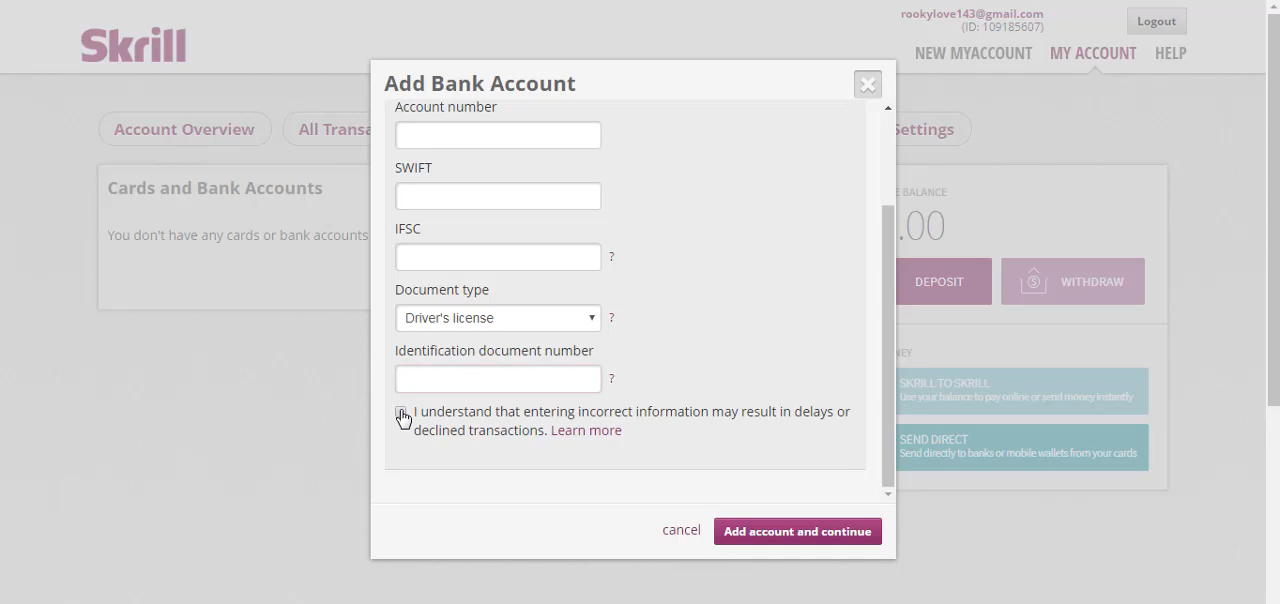 Skrill
rookylove143@gmail.com
(ID: 109185607)
Logout
NEW MYACCOUNT MY ACCOUNT HELP
Account Overview
All Transa
Settings
Cards and Bank Accounts
You don't have any cards or bank accounts
Add Bank Account
Account number
SWIFT
IFSC
?
Document type
Driver's license
?
Identification document number
?
I understand that entering incorrect information may result in delays or
declined transactions. Learn more
cancel
Add account and continue
E BALANCE
.00
DEPOSIT
WITHDRAW
NEY
SKRILL TO SKRILL
Use your balance to pay online or send money instantly
SEND DIRECT
Send directly to banks or mobile wallets from your cards